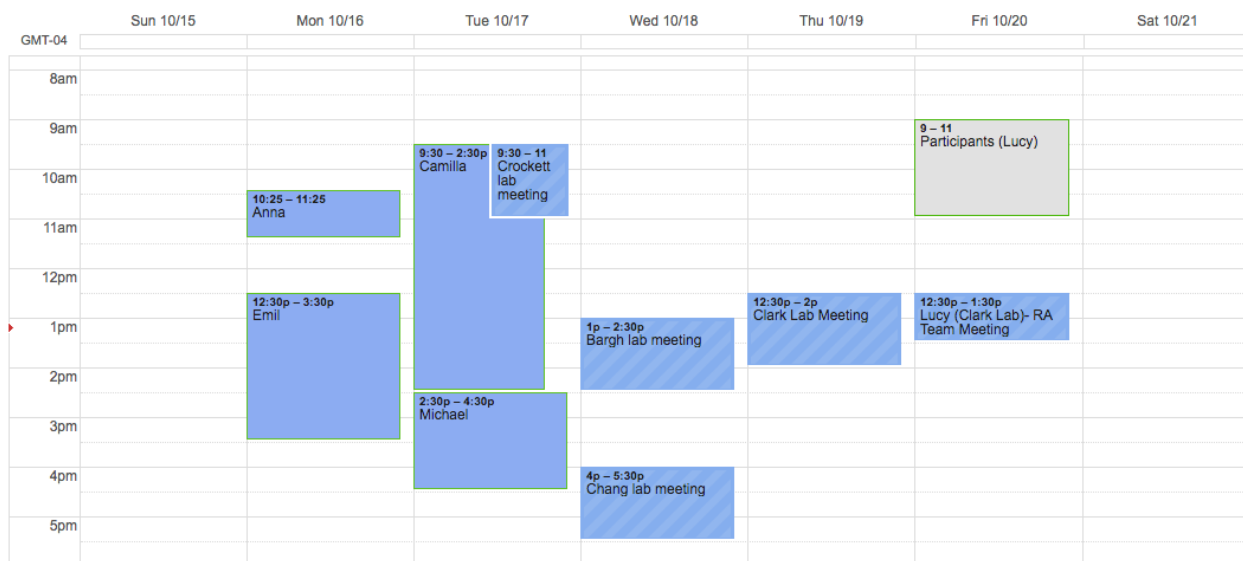 Sun 10/15 Mon 10/16 Tue 10/17 Wed 10/18 Thu 10/19 Fri 10/20 Sat 10/21
GMT-04
8am
9am
10am
11am
12pm
1pm
2pm
3pm
4pm
5pm
10:25 – 11:25
Anna
12:30p – 3:30p
Emil
9:30 – 2:30p
Camilla
9:30 – 11
Crockett
lab
meeting
2:30p – 4:30p
Michael
1p – 2:30p
Bargh lab meeting
4p – 5:30p
Chang lab meeting
12:30p – 2p
Clark Lab Meeting
9 – 11
Participants (Lucy)
12:30p – 1:30p
Lucy (Clark Lab)- RA
Team Meeting